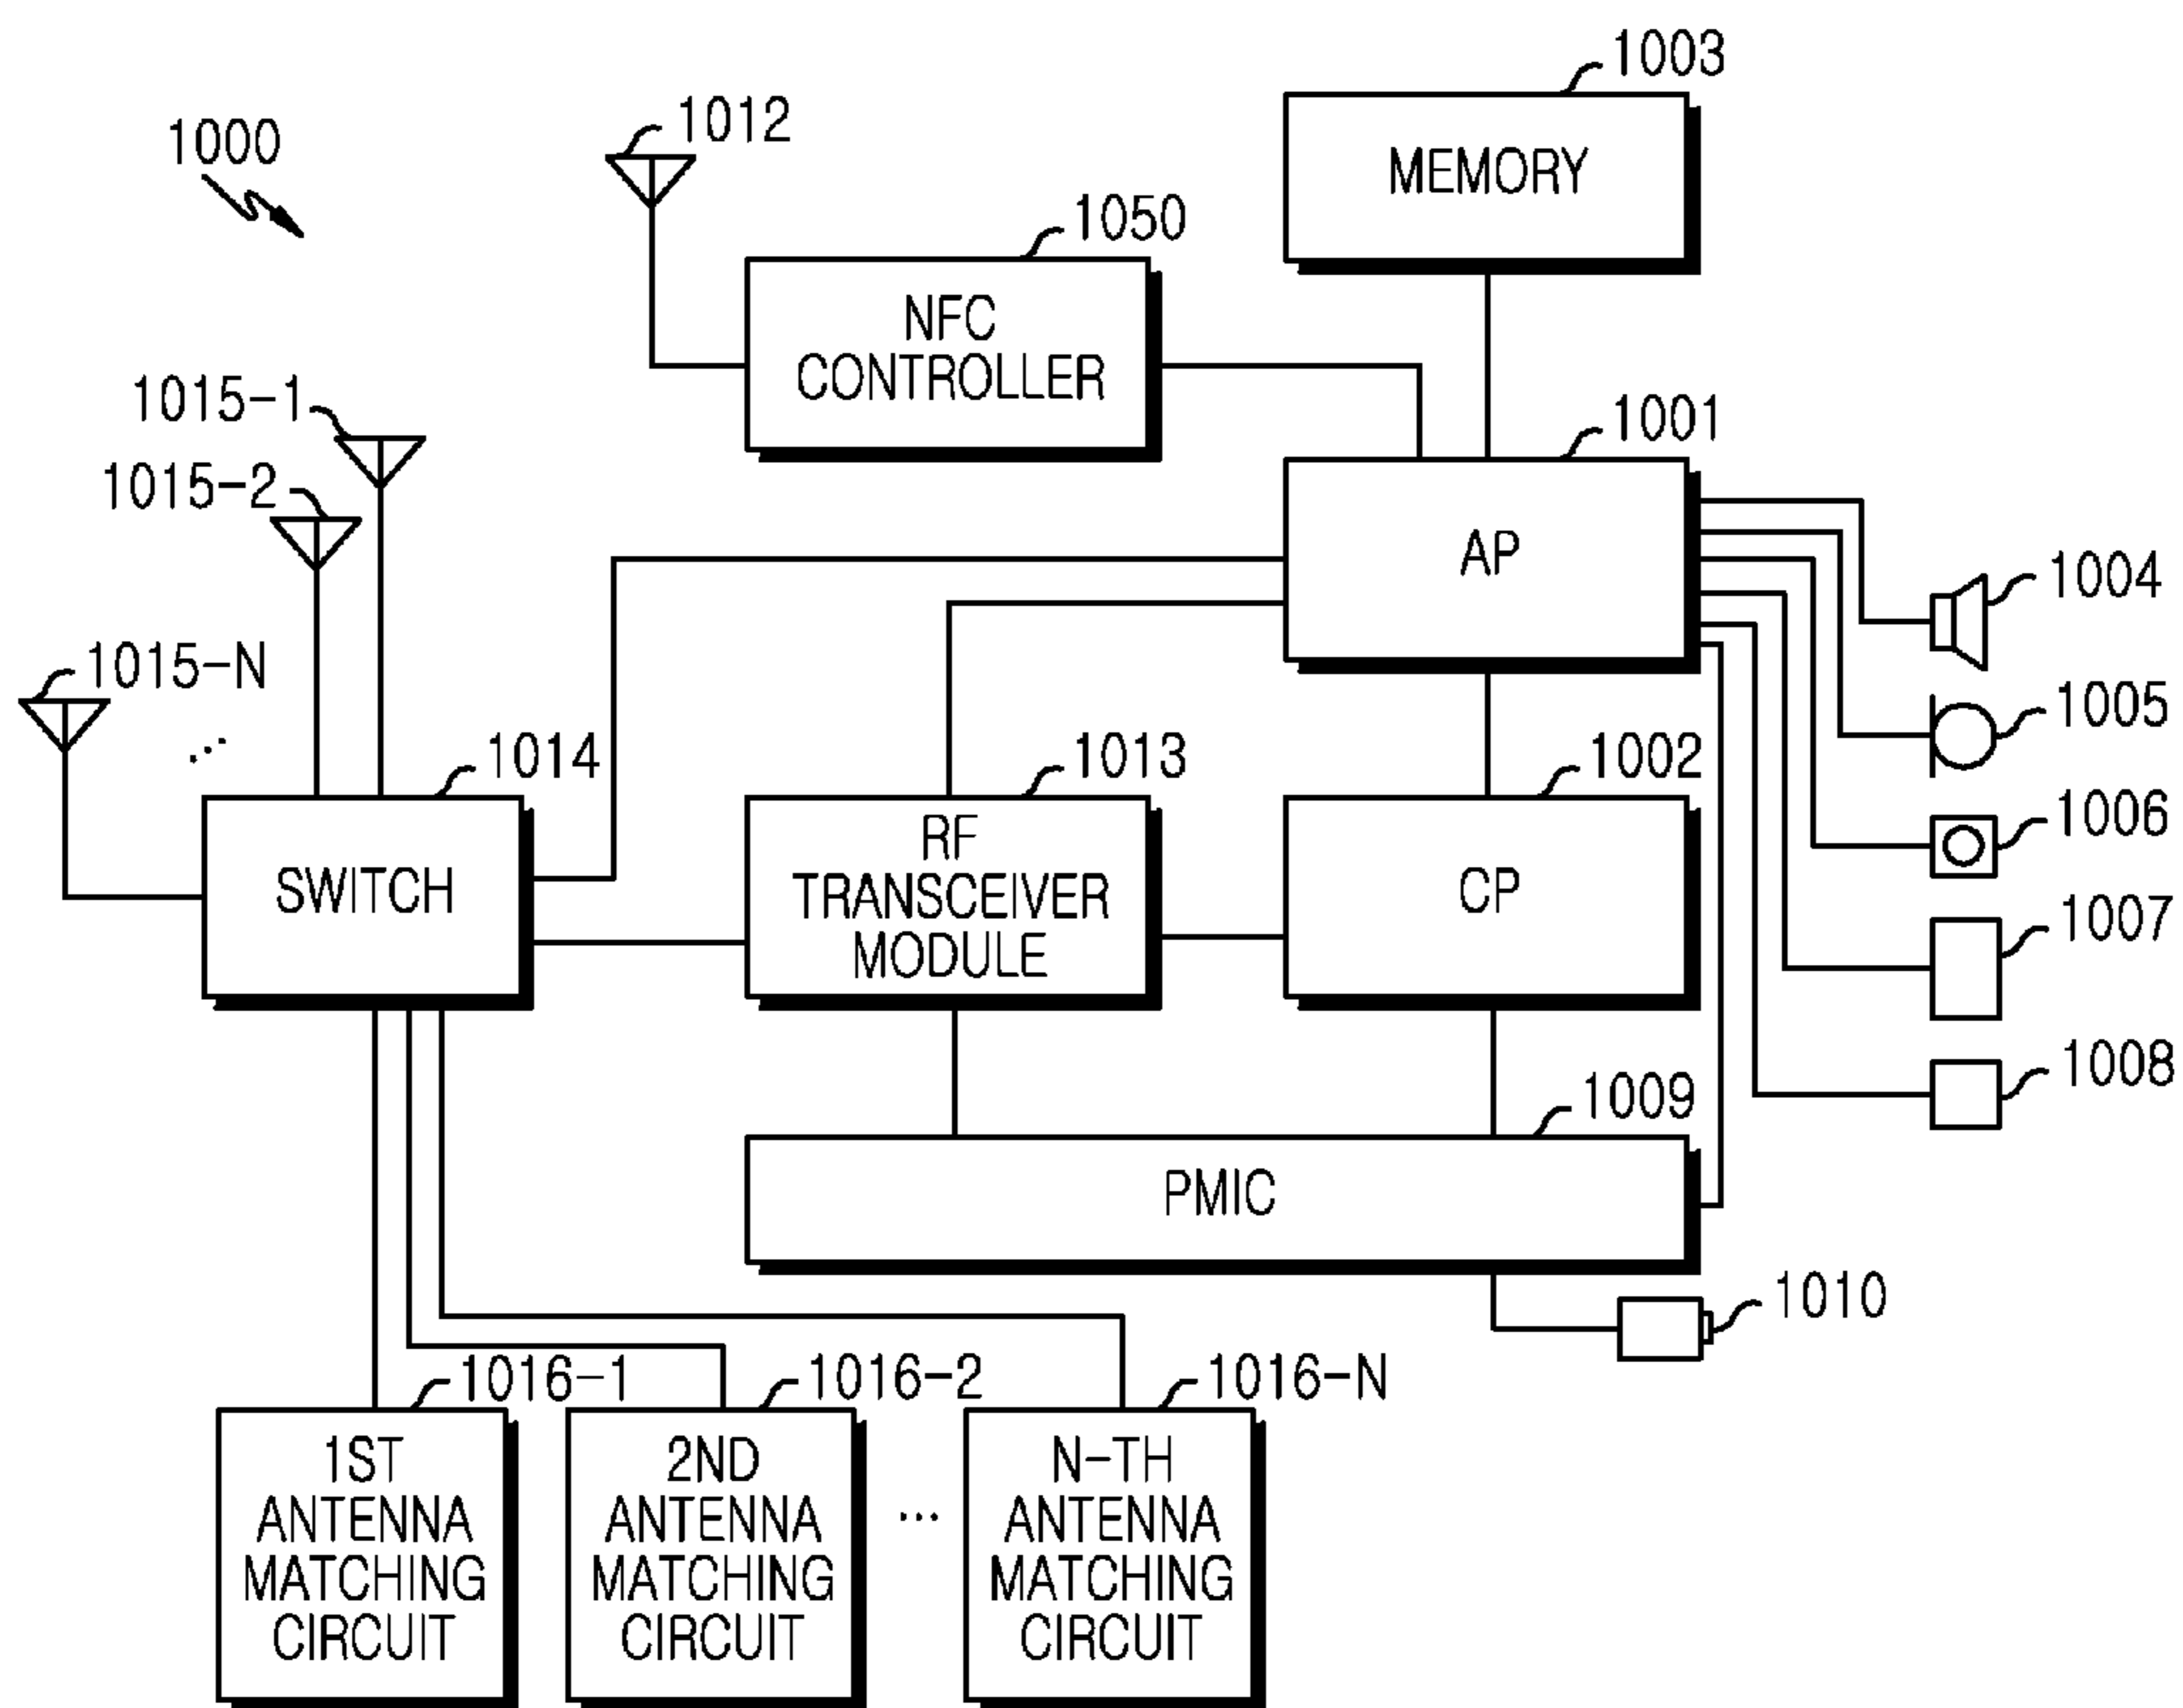 1003
1012
1000
MEMORY
1050
NFC
CONTROLLER
1015-1
1001
1015-2
AP
1004
1015-N
1005
1014
1013
1002
1006
SWITCH
RF
TRANSCEIVER
MODULE
CP
1007
1008
1009
PMIC
1010
1016-1
1016-2
1016-N
1ST
ANTENNA
MATCHING
CIRCUIT
2ND
ANTENNA
MATCHING
CIRCUIT
...
N-TH
ANTENNA
MATCHING
CIRCUIT